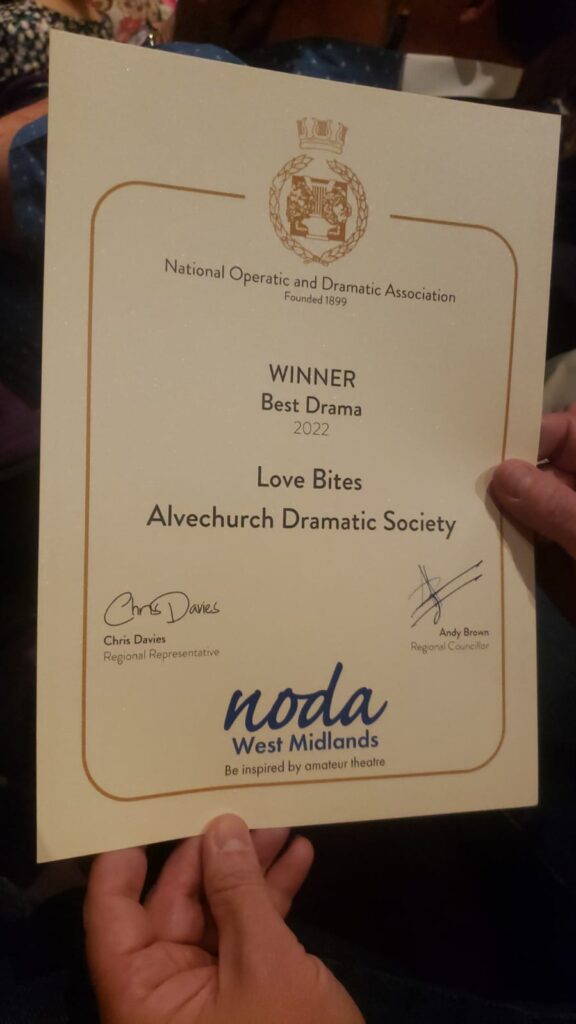 National Operatic and Dramatic Association
Founded 1899
WINNER
Best Drama
2022
Love Bites
Alvechurch Dramatic Society
Chris Davies
Chris Davies
Regional Representative
Andy Brown
Regional Councillor
noda
West Midlands
Be inspired by amateur theatre